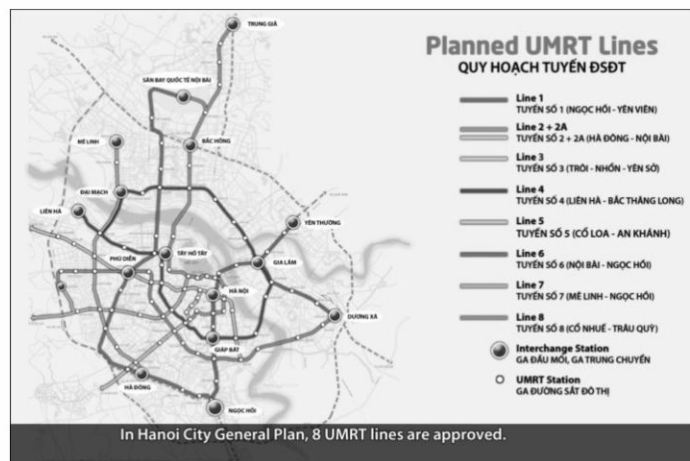 TRUNG GIÃ
SÂN BAY QUỐC TẾ NỘI BÀI
MÊ LINH
BẮC HỒNG
ĐẠI MẠCH
LIÊN HÀ
YÊN THƯỜNG
TÂY HỒ TÂY
GIA LÂM
PHÚ DIỄN
HÀ NỘI
DƯƠNG XÁ
GIÁP BÁT
HÀ ĐÔNG
NGỌC HỒI
Planned UMRT Lines
QUY HOẠCH TUYẾN ĐSĐT
Line 1
TUYẾN SỐ 1 (NGỌC HỒI - YÊN VIÊN)
Line 2 + 2A
TUYẾN SỐ 2 + 2A (HÀ ĐÔNG - NỘI BÀI)
Line 3
TUYẾN SỐ 3 (TRÔI - NHỔN - YÊN SỞ)
Line 4
TUYẾN SỐ 4 (LIÊN HÀ - BẮC THĂNG LONG)
Line 5
TUYẾN SỐ 5 (CỔ LOA - AN KHÁNH)
Line 6
TUYẾN SỐ 6 (NỘI BÀI - NGỌC HỒI)
Line 7
TUYẾN SỐ 7 (MÊ LINH - NGỌC HỒI)
Line 8
TUYẾN SỐ 8 (CỔ NHUẾ - TRÂU QUỲ)
Interchange Station
GA ĐẦU MỐI, GA TRUNG CHUYỂN
UMRT Station
GA ĐƯỜNG SẮT ĐÔ THỊ
In Hanoi City General Plan, 8 UMRT lines are approved.